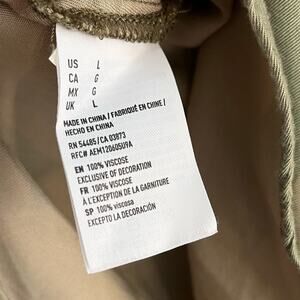 US L
CA G
MX G
UK L
MADE IN CHINA / FABRIQUÉ EN CHINE /
HECHO EN CHINA
RN 54485/CA 03873
RFC# AEM120605U9A
EN 100% VISCOSE
EXCLUSIVE OF DECORATION
FR 100% VISCOSE
À L'EXCEPTION DE LA GARNITURE
SP 100% viscosa
EXCEPTO LA DECORACIÓN